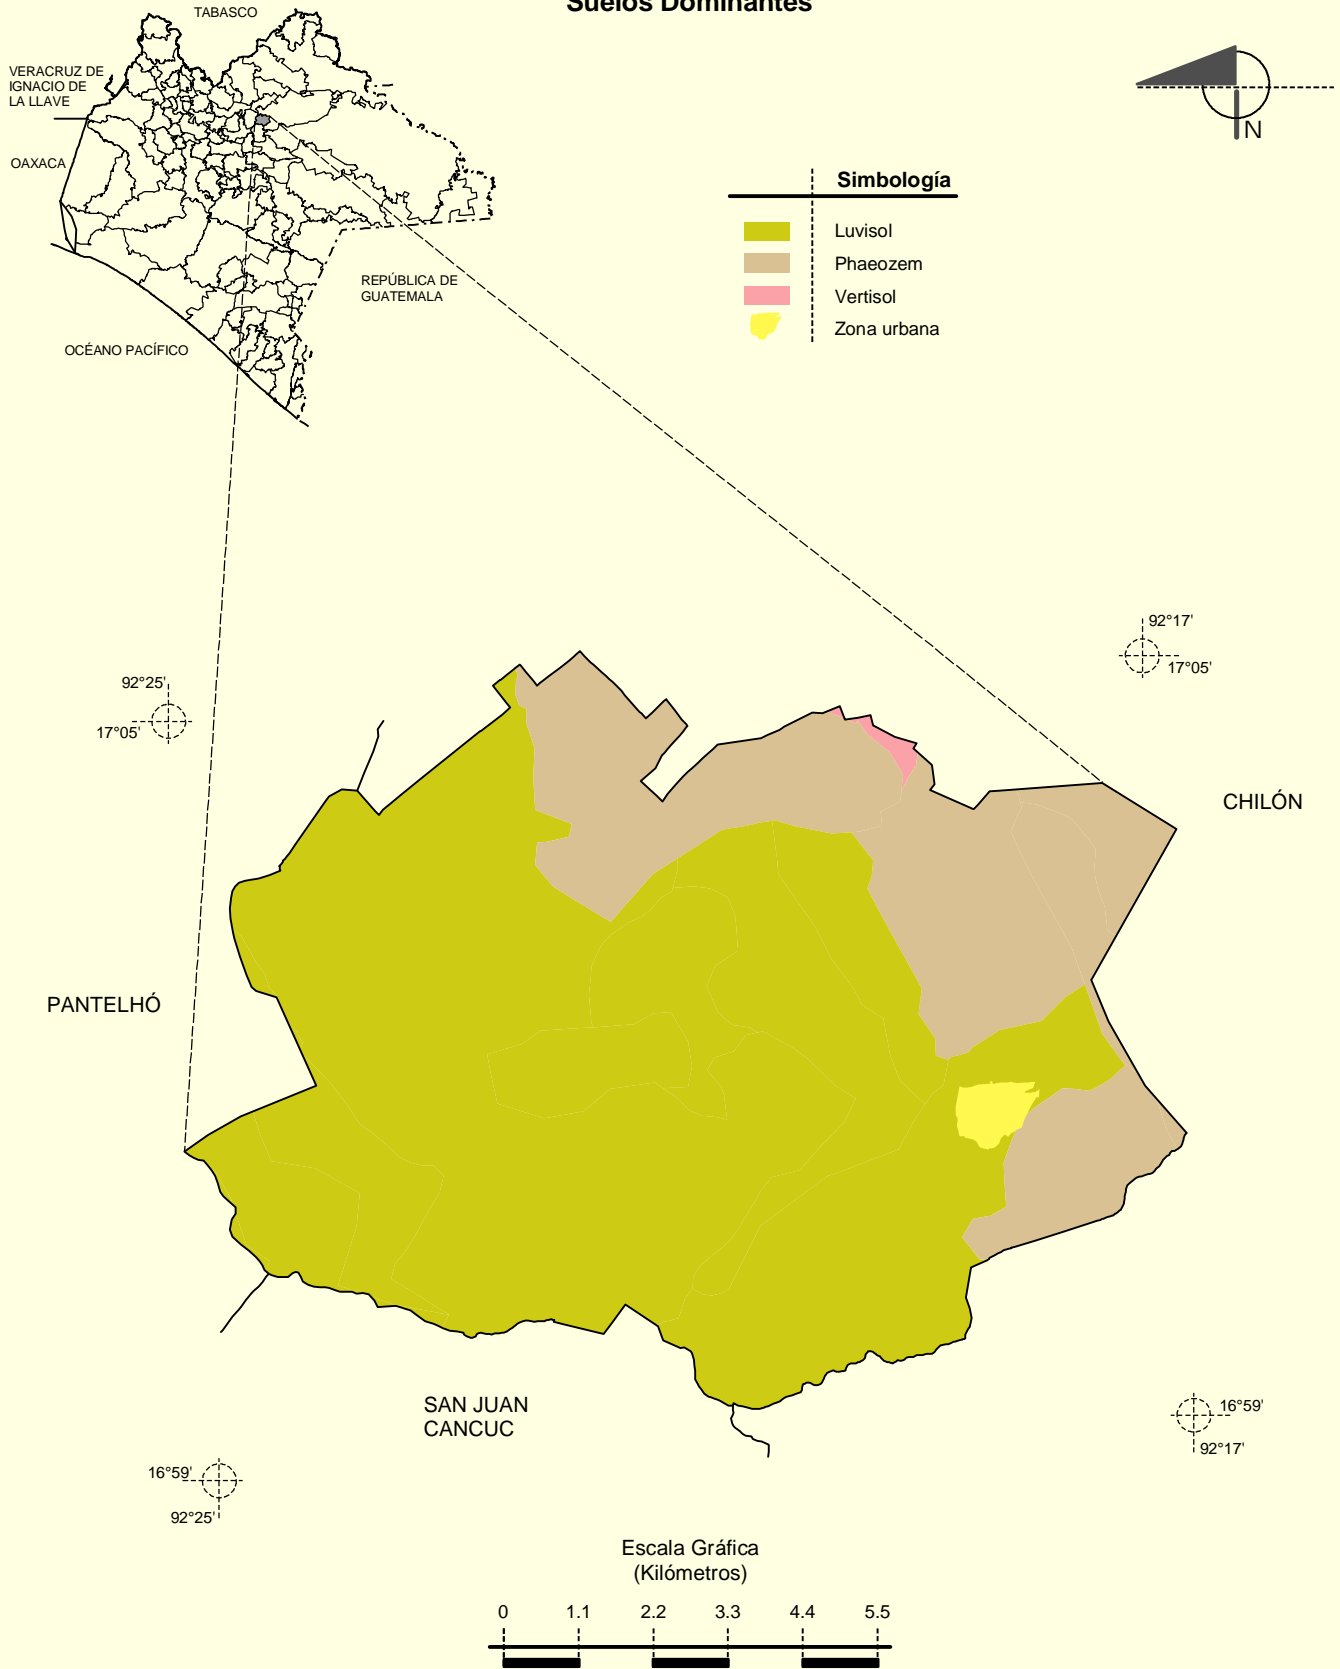 Suelos Dominantes
TABASCO
VERACRUZ DE
IGNACIO DE
LA LLAVE
OAXACA
REPÚBLICA DE
GUATEMALA
OCÉANO PACÍFICO
N
Simbología
Luvisol
Phaeozem
Vertisol
Zona urbana
92°17'
17°05'
92°25'
17°05'
CHILÓN
PANTELHÓ
SAN JUAN
CANCUC
16°59'
92°17'
16°59'
92°25'
Escala Gráfica
(Kilómetros)
0 1.1 2.2 3.3 4.4 5.5